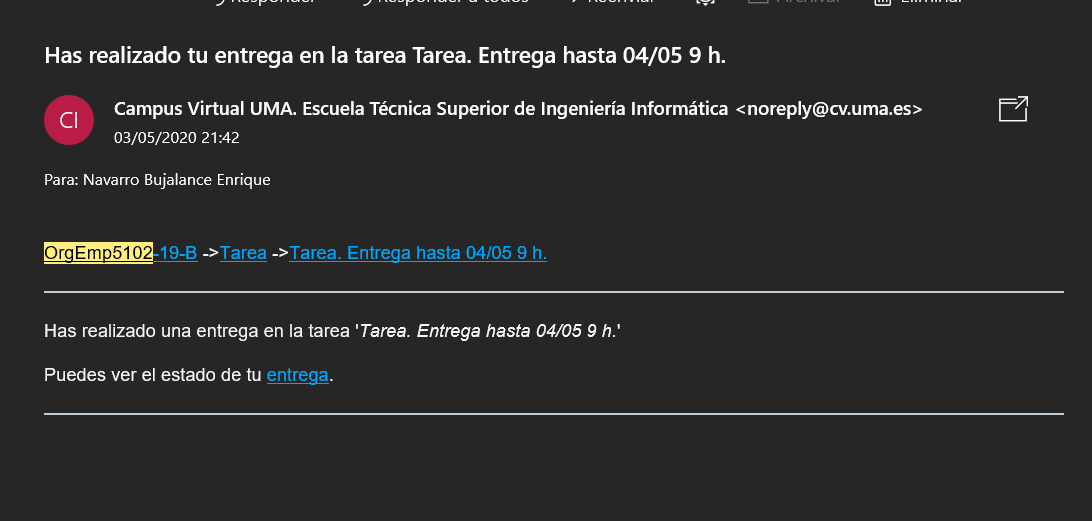 Responder Responder a todos Reenviar Archivar Eliminar
Has realizado tu entrega en la tarea Tarea. Entrega hasta 04/05 9 h.
CI
Campus Virtual UMA. Escuela Técnica Superior de Ingeniería Informática <noreply@cv.uma.es>
03/05/2020 21:42
Para: Navarro Bujalance Enrique
OrgEmp5102-19-B ->Tarea ->Tarea. Entrega hasta 04/05 9 h.
Has realizado una entrega en la tarea 'Tarea. Entrega hasta 04/05 9 h.'
Puedes ver el estado de tu entrega.